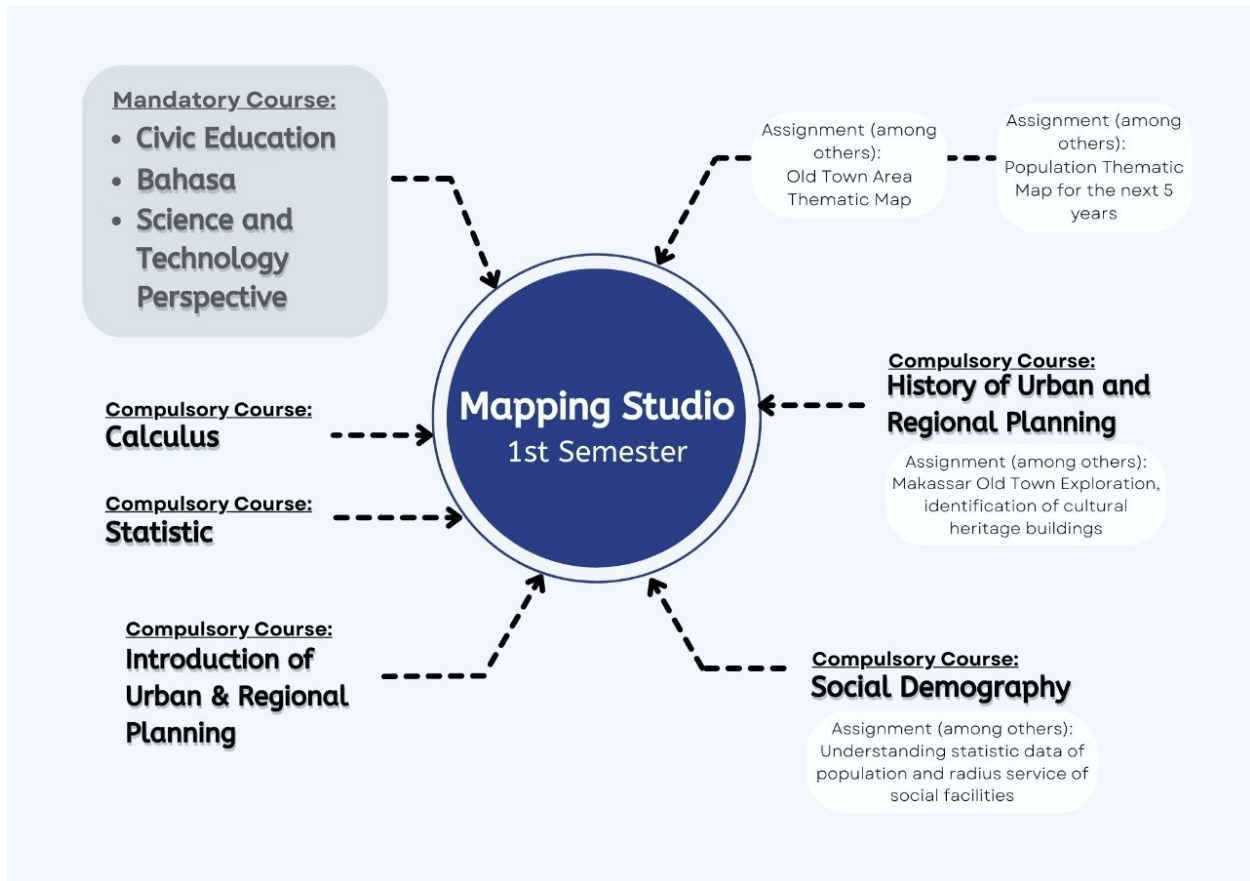 Mandatory Course:
• Civic Education
• Bahasa
• Science and
Technology
Perspective
Assignment (among
others):
Old Town Area
Thematic Map
Assignment (among
others):
Population Thematic
Map for the next 5
years
Mapping Studio
1st Semester
Compulsory Course:
History of Urban and
Regional Planning
Assignment (among others):
Makassar Old Town Exploration,
identification of cultural
heritage buildings
Compulsory Course:
Calculus
Compulsory Course:
Statistic
Compulsory Course:
Introduction of
Urban & Regional
Planning
Compulsory Course:
Social Demography
Assignment (among others):
Understanding statistic data of
population and radius service of
social facilities